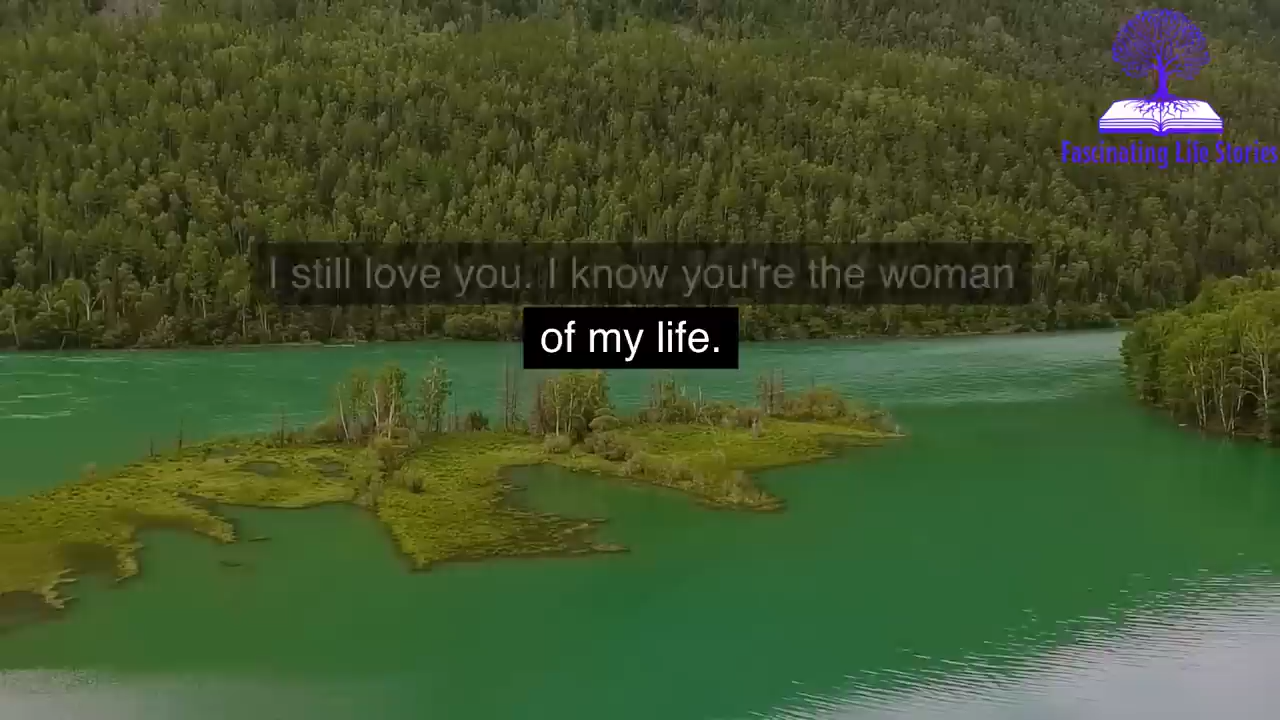 Fascinating Life Stories
I still love you. I know you're the woman
of my life.